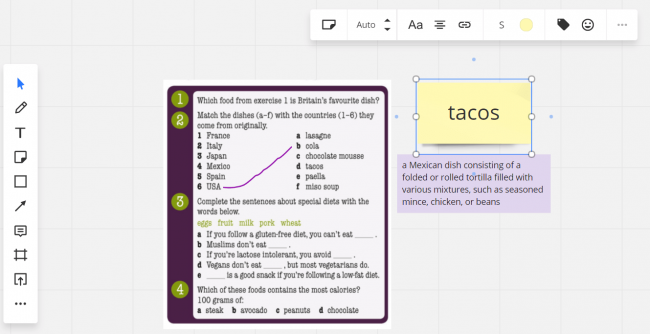 Auto
Aa
S
1 Which food from exercise 1 is Britain's favourite dish?
2 Match the dishes (a–f) with the countries (1–6) they
come from originally.
1 France a lasagne
2 Italy b cola
3 Japan c chocolate mousse
4 Mexico d tacos
5 Spain e paella
6 USA f miso soup
3 Complete the sentences about special diets with the
words below.
eggs fruit milk pork wheat
a If you follow a gluten-free diet, you can't eat _____ .
b Muslims don't eat _____ .
c If you're lactose intolerant, you avoid _____ .
d Vegans don't eat _____ , but most vegetarians do.
e _____ is a good snack if you're following a low-fat diet.
4 Which of these foods contains the most calories?
100 grams of:
a steak b avocado c peanuts d chocolate
tacos
a Mexican dish consisting of a
folded or rolled tortilla filled with
various mixtures, such as seasoned
mince, chicken, or beans
T